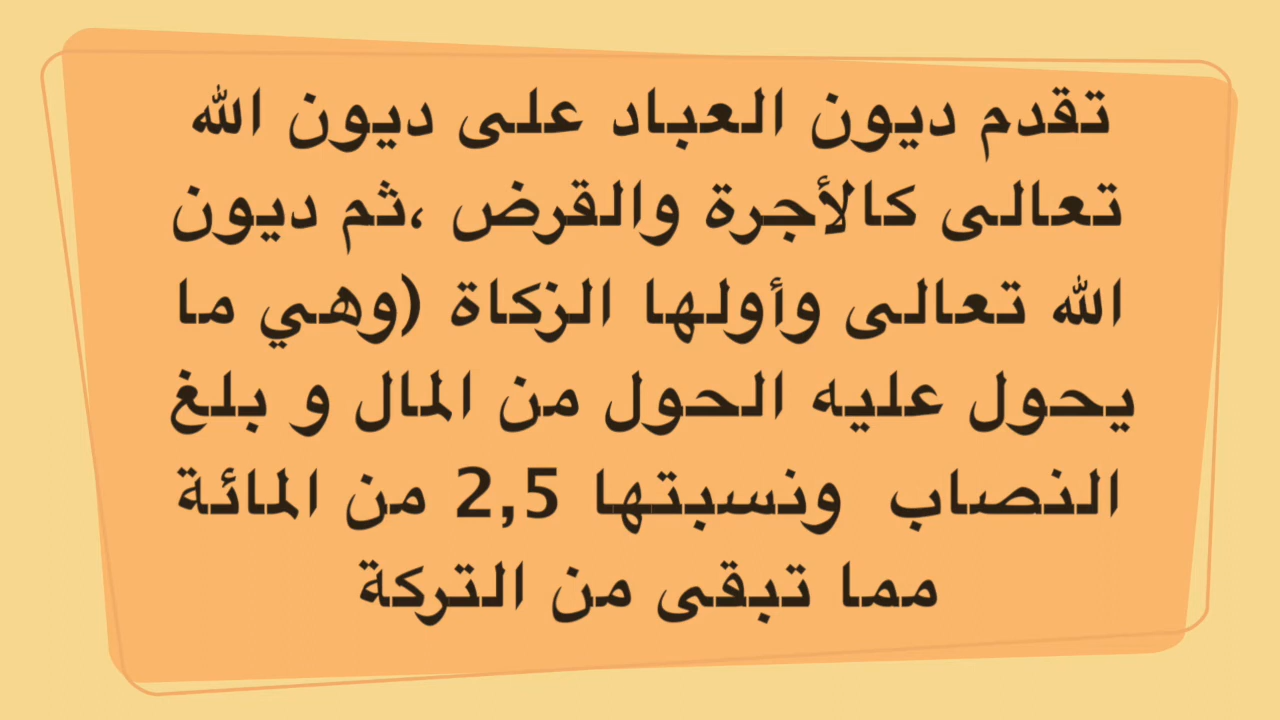 تقدم ديون العباد على ديون الله
تعالى كالأجرة والقرض ،ثم ديون
الله تعالى وأولها الزكاة (وهي ما
يحول عليه الحول من المال و بلغ
النصاب  ونسبتها 2,5 من المائة
مما تبقى من التركة